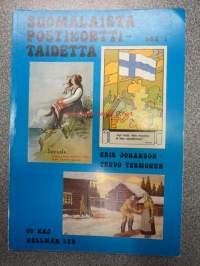 SUOMALAISTA
POSTIKORTTI-
TAIDETTA OSA 1
ERIK JOHANSON -
TEUVO TERMONEN
OY KAJ
HELLMAN LTD